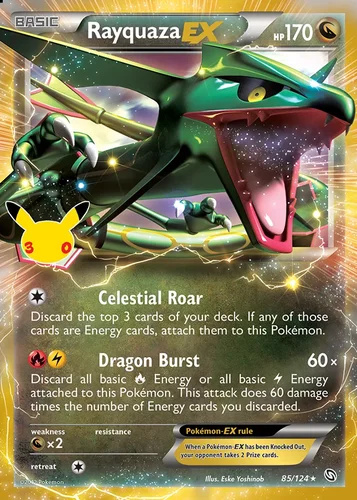 BASIC
Rayquaza EX HP170
30
Celestial Roar
Discard the top 3 cards of your deck. If any of those
cards are Energy cards, attach them to this Pokémon.
Dragon Burst 60×
Discard all basic Energy or all basic Energy
attached to this Pokémon. This attack does 60 damage
times the number of Energy cards you discarded.
weakness resistance
×2
Pokémon-EX rule
When a Pokémon-EX has been Knocked Out,
your opponent takes 2 Prize cards.
retreat
Illus. Eske Yoshinob
85/124
Pokémon